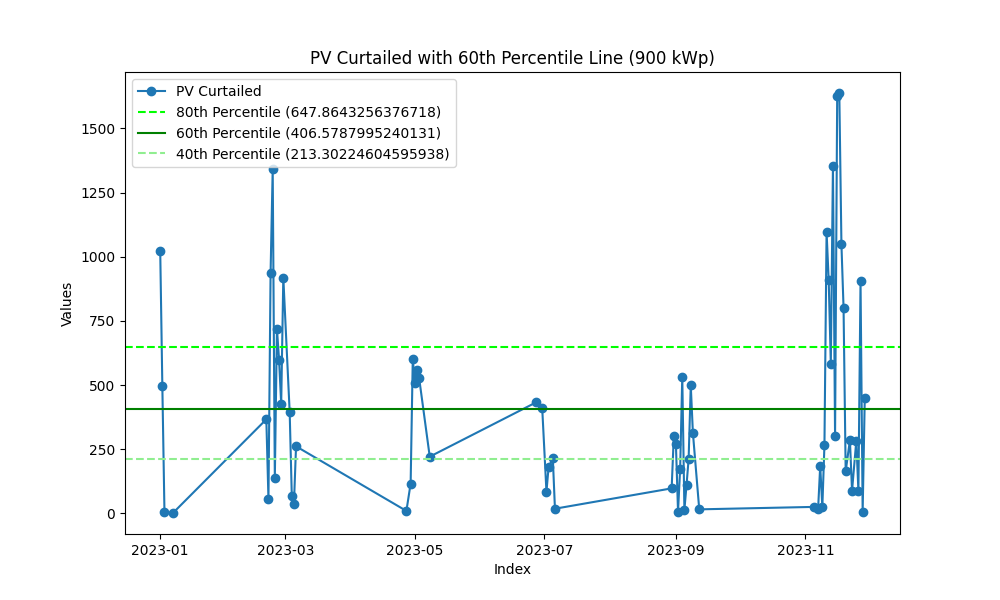 PV Curtailed with 60th Percentile Line (900 kWp)
PV Curtailed
80th Percentile (647.8643256376718)
60th Percentile (406.5787995240131)
40th Percentile (213.30224604595938)
1500
1250
1000
750
500
250
0
Values
2023-01 2023-03 2023-05 2023-07 2023-09 2023-11
Index